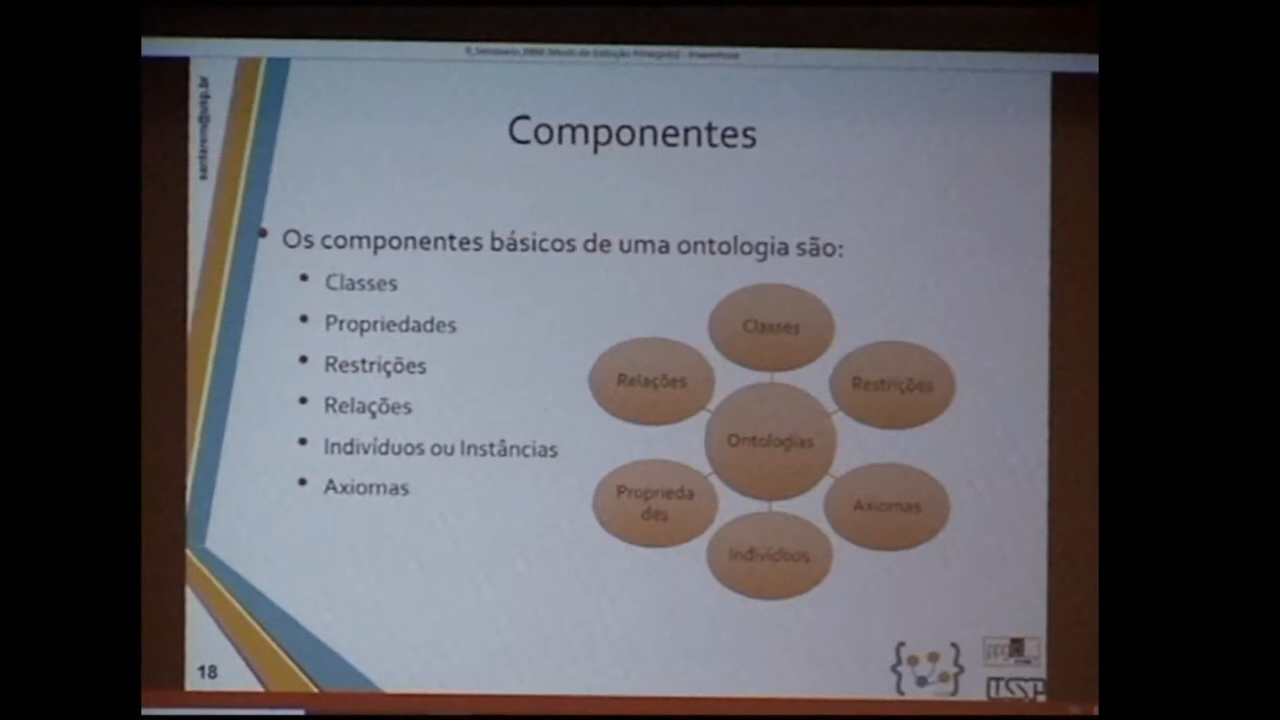 Componentes
• Os componentes básicos de uma ontologia são:
• Classes
• Propriedades
• Restrições
• Relações
• Indivíduos ou Instâncias
• Axiomas
Classes
Relações
Restrições
Ontologias
Proprieda
des
Axiomas
Indivíduos
18